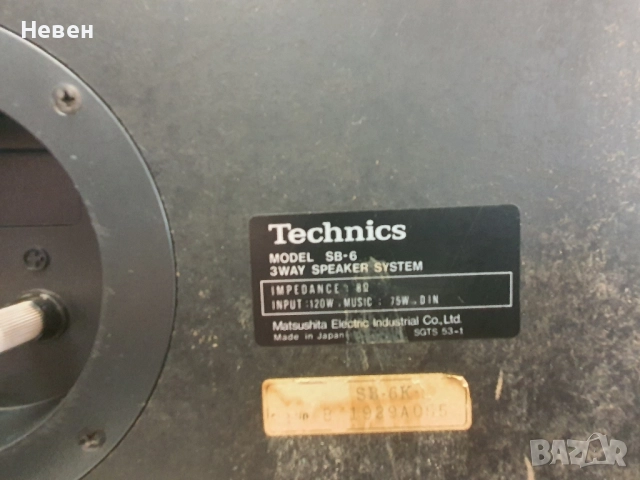 Невен
Technics
MODEL SB-6
3WAY SPEAKER SYSTEM
IMPEDANCE : 8Ω
INPUT : 120W . MUSIC : 75W . DIN
Matsushita Electric Industrial Co., Ltd.
Made in Japan SGTS 53-1
SB-6K
1929A065
BAZAR